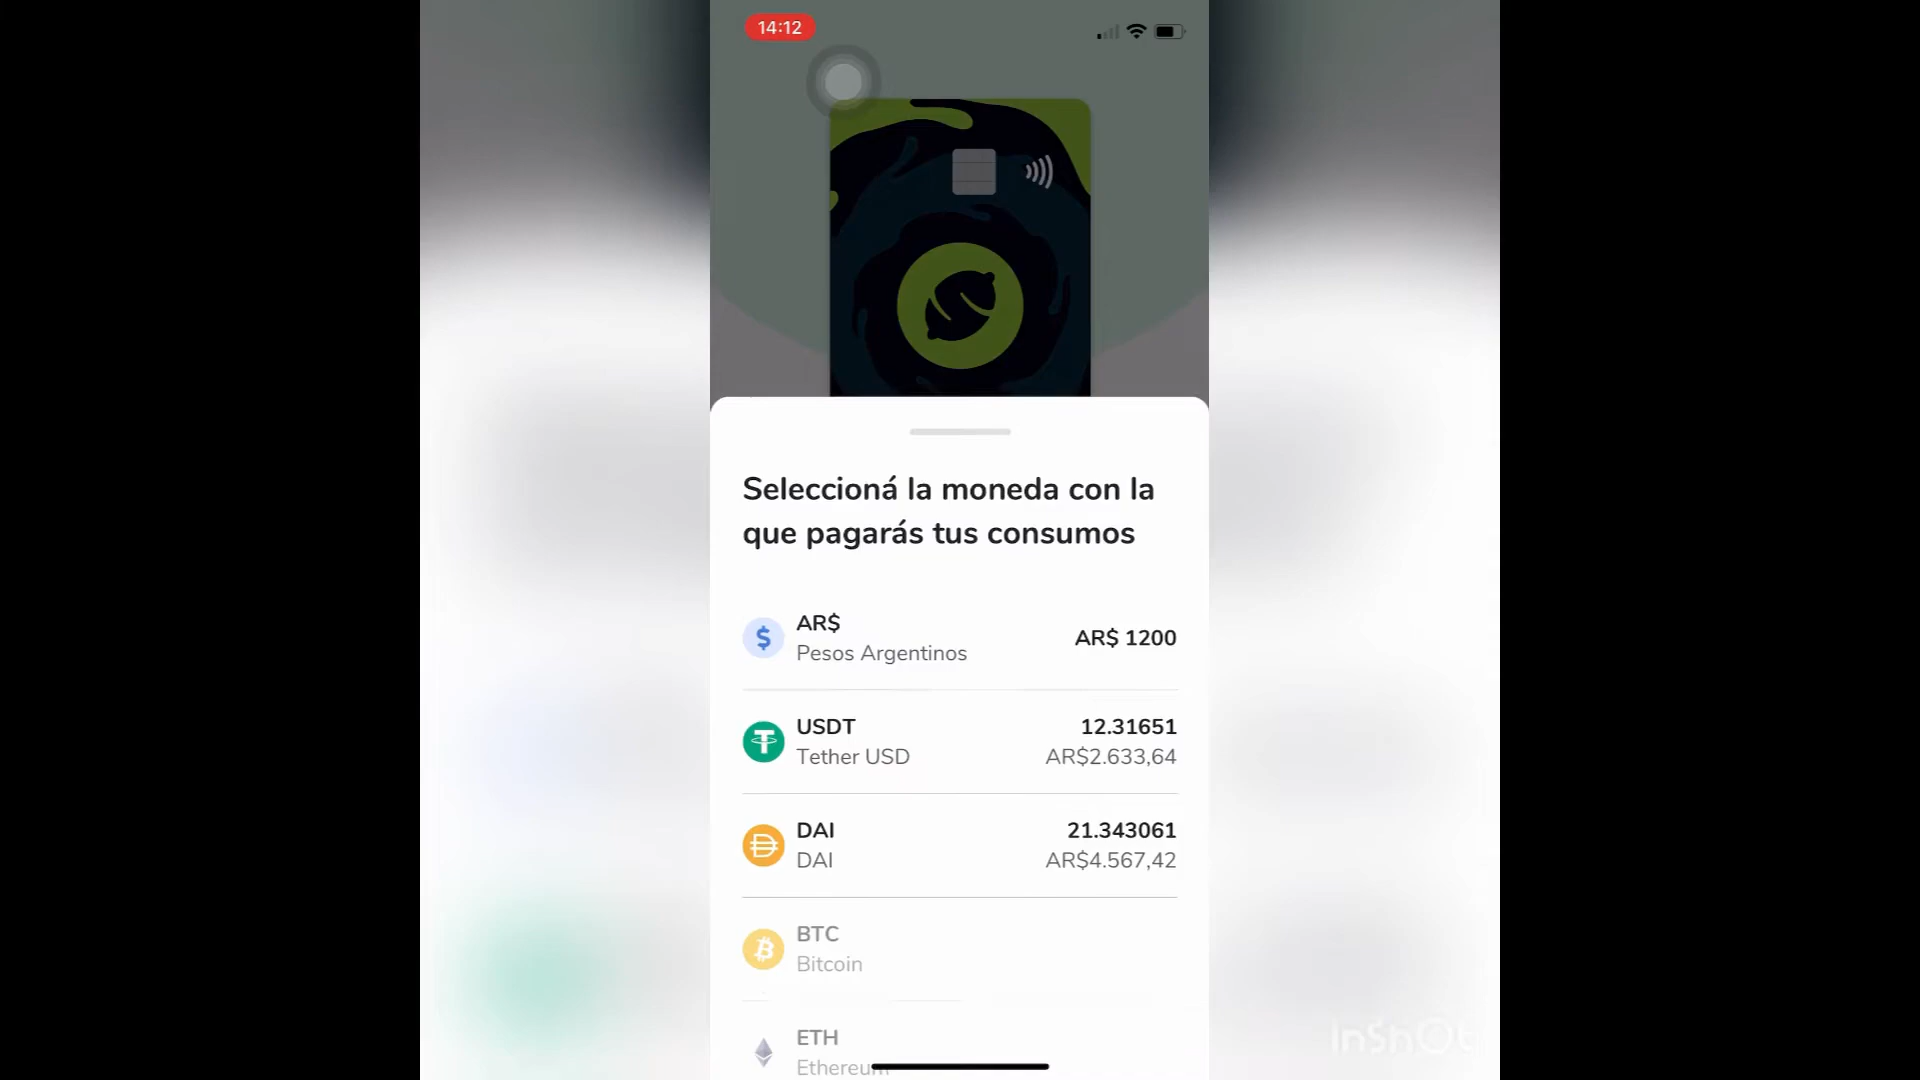 14:12
Seleccioná la moneda con la
que pagarás tus consumos
AR$
Pesos Argentinos
AR$ 1200
USDT
Tether USD
12.31651
AR$2.633,64
DAI
DAI
21.343061
AR$4.567,42
BTC
Bitcoin
ETH
Ethereum
InShOt